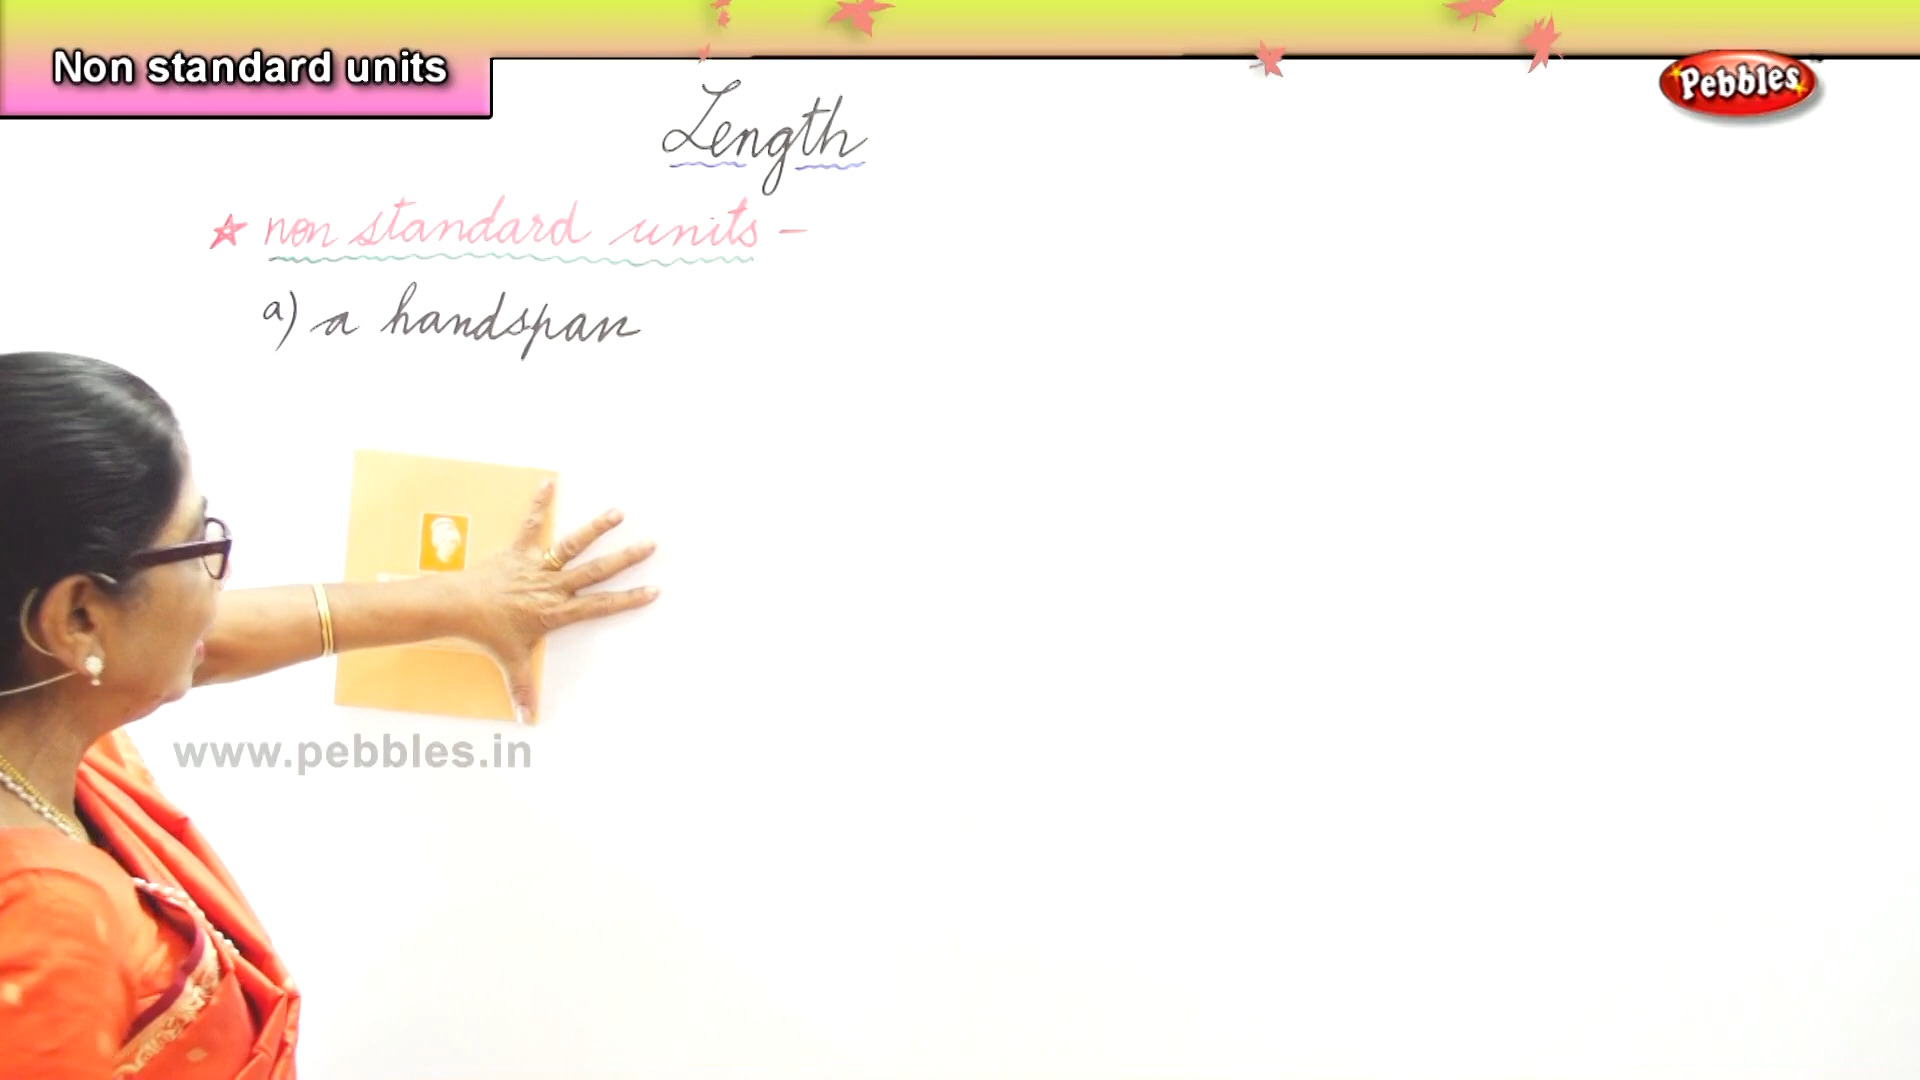 Non standard units
Pebbles
Length
☆ non standard units -
a) a handspan
www.pebbles.in